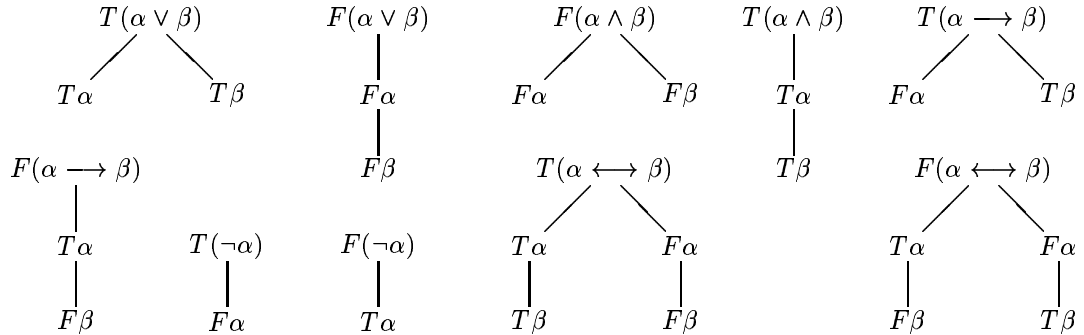 T(α ∨ β) F(α ∨ β) F(α ∧ β) T(α ∧ β) T(α ⟶ β)
Tα Tβ Fα Fα Fβ Tα Fα Tβ
F(α ⟶ β) Fβ T(α ⟷ β) Tβ F(α ⟷ β)
Tα T(¬α) F(¬α) Tα Fα Tα Fα
Fβ Fα Tα Tβ Fβ Fβ Tβ